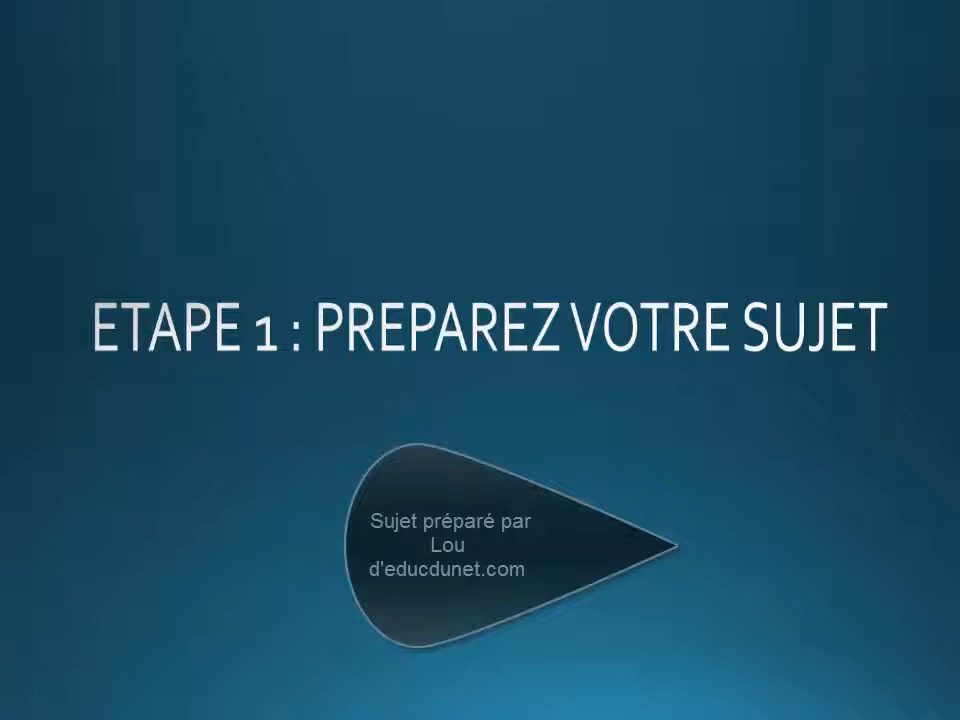 ETAPE 1 : PREPAREZ VOTRE SUJET
Sujet préparé par
Lou
d'educdunet.com